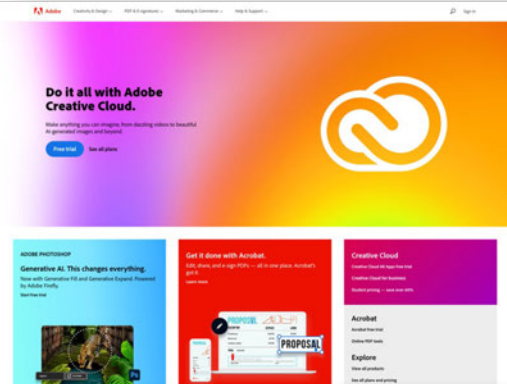 Adobe
Creativity & Design
PDF & E-signatures
Marketing & Commerce
Help & Support
Sign in
Do it all with Adobe
Creative Cloud.
Make anything you can imagine, from dazzling videos to beautiful
AI-generated images and beyond.
Free trial
See all plans
ADOBE PHOTOSHOP
Generative AI. This changes everything.
Now with Generative Fill and Generative Expand. Powered
by Adobe Firefly.
Start free trial
Ps
Get it done with Acrobat.
Edit, share, and e-sign PDFs — all in one place. Acrobat's
got it.
Learn more
PROPOSAL
PROPOSAL
Creative Cloud
Creative Cloud All Apps free trial
Creative Cloud for business
Student pricing — save over 60%
Acrobat
Acrobat free trial
Online PDF tools
Explore
View all products
See all plans and pricing